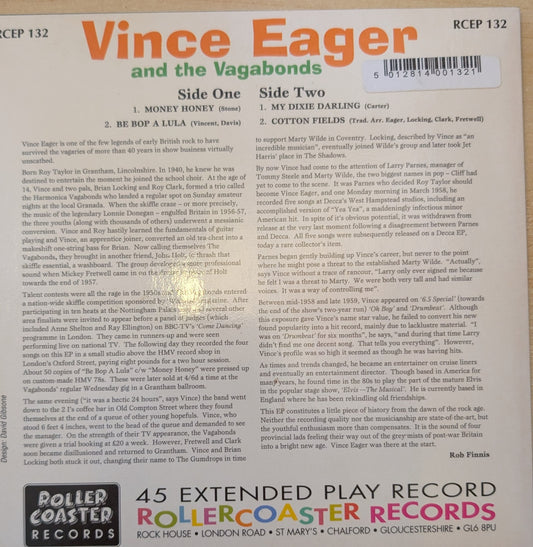 RCEP 132
RCEP 132
Vince Eager
and the Vagabonds
5 012814 001321
Side One
1. MONEY HONEY (Stone)
2. BE BOP A LULA (Vincent, Davis)
Side Two
1. MY DIXIE DARLING (Carter)
2. COTTON FIELDS (Trad. Arr. Eager, Locking, Clark, Fretwell)
Vince Eager is one of the few legends of early British rock to have
survived the vagaries of more than 40 years in show business virtually
unscathed.
Born Roy Taylor in Grantham, Lincolnshire. In 1940, he knew he was
destined to entertain the moment he joined the school choir. At the age of
14, Vince and two pals, Brian Locking and Roy Clark, formed a trio called
the Harmonica Vagabonds who landed a regular spot on Sunday amateur
nights at the local Granada. When the skiffle craze – or more precisely,
the music of the legendary Lonnie Donegan – engulfed Britain in 1956-57,
the three youths (along with thousands of others) underwent a messianic
conversion. Vince and Roy hastily learned the fundamentals of guitar
playing and Vince, an apprentice joiner, converted an old tea chest into a
makeshift one-string bass for Brian. Now calling themselves The
Vagabonds, they brought in another friend, John Holt, to thrash that
skiffle essential, a washboard. The group developed a more professional
sound when Mickey Fretwell came in on the drums in place of Holt
towards the end of 1957.
Talent contests were all the rage in the 1950s and the Vagabonds entered
a nation-wide skiffle competition sponsored by magazine. After
participating in ten heats at the Nottingham Palais several other
area finalists were invited to appear before a panel of judges (which
included Anne Shelton and Ray Ellington) on BBC-TV's 'Come Dancing'
programme in London. They came in runners-up and were seen
performing live on national TV. The following day they recorded the four
songs on this EP in a small studio above the HMV record shop in
London's Oxford Street, paying eight pounds for a two hour session.
About 50 copies of "Be Bop A Lula" c/w "Money Honey" were pressed up
on custom-made HMV 78s. These were later sold at 4/6d a time at the
Vagabonds' regular Wednesday gig in a Grantham ballroom.
The same evening ("it was a hectic 24 hours", says Vince) the band went
down to the 2 I's coffee bar in Old Compton Street where they found
themselves at the end of a queue of other young hopefuls. Vince, who
stood 6 feet 4 inches, went to the head of the queue and demanded to see
the manager. On the strength of their TV appearance, the Vagabonds
were given a trial booking at £20 a week. However, Fretwell and Clark
soon became disillusioned and returned to Grantham. Vince and Brian
Locking both stuck it out, changing their name to The Gumdrops in time
to support Marty Wilde in Coventry. Locking, described by Vince as "an
incredible musician", eventually joined Wilde's group and later took Jet
Harris' place in The Shadows.
By now Vince had come to the attention of Larry Parnes, manager of
Tommy Steele and Marty Wilde, the two biggest names in pop – Cliff had
yet to come to the scene. It was Parnes who decided Roy Taylor should
become Vince Eager, and one Monday morning in March 1958, he
recorded five songs at Decca's West Hampstead studios, including an
accomplished version of "Yea Yea", a maddeningly infectious minor
American hit. In spite of it's obvious potential, it was withdrawn from
release at the very last moment following a disagreement between Parnes
and Decca. All five songs were subsequently released on a Decca EP,
today a rare collector's item.
Parnes began gently building up Vince's career, but never to the point
where he might pose a threat to the established Marty Wilde. "Actually",
says Vince without a trace of rancour, "Larry only ever signed me because
he felt I was a threat to Marty. We were both very tall and had similar
voices. It was a way of controlling me".
Between mid-1958 and late 1959, Vince appeared on '6.5 Special' (towards
the end of the show's two-year run) 'Oh Boy' and 'Drumbeat'. Although
this exposure gave Vince's name star value, he failed to convert his new
found popularity into a hit record, mainly due to lacklustre material. "I
was on 'Drumbeat' for six months", he says, "and during that time Larry
didn't find me one decent song. That tells you everything". However,
Vince's profile was so high it seemed as though he was having hits.
As times and trends changed, he became an entertainer on cruise liners
and eventually an entertainment director. Though based in America for
many years, he found time in the 80s to play the part of the mature Elvis
in the popular stage show, 'Elvis – The Musical'. He is currently based in
England where he has been rekindling old friendships.
This EP constitutes a little piece of history from the dawn of the rock age.
Neither the recording quality nor the musicianship are state-of-the-art, but
the youthful enthusiasm more than compensates. It is the sound of four
provincial lads feeling their way out of the grey mists of post-war Britain
into a bright new age. Vince Eager was there at the start.
Rob Finnis
Design: David Gibsone
ROLLER
COASTER
RECORDS
45 EXTENDED PLAY RECORD
ROLLERCOASTER RECORDS
ROCK HOUSE • LONDON ROAD • ST MARY'S • CHALFORD • GLOUCESTERSHIRE • GL6 8PU